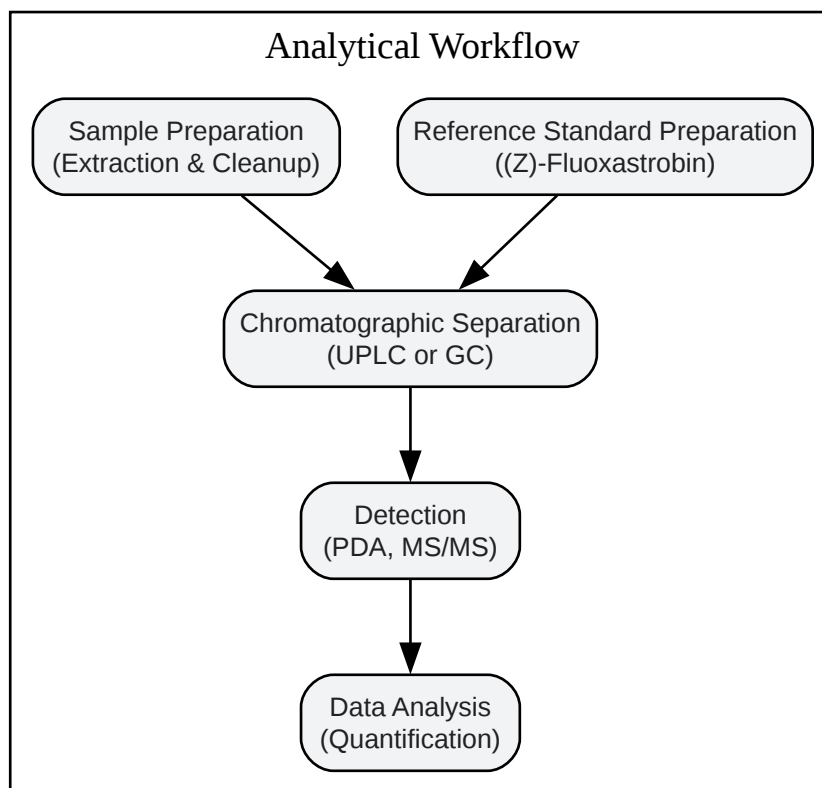 Analytical Workflow
Sample Preparation
(Extraction & Cleanup)
Reference Standard Preparation
((Z)-Fluoxastrobin)
Chromatographic Separation
(UPLC or GC)
Detection
(PDA, MS/MS)
Data Analysis
(Quantification)